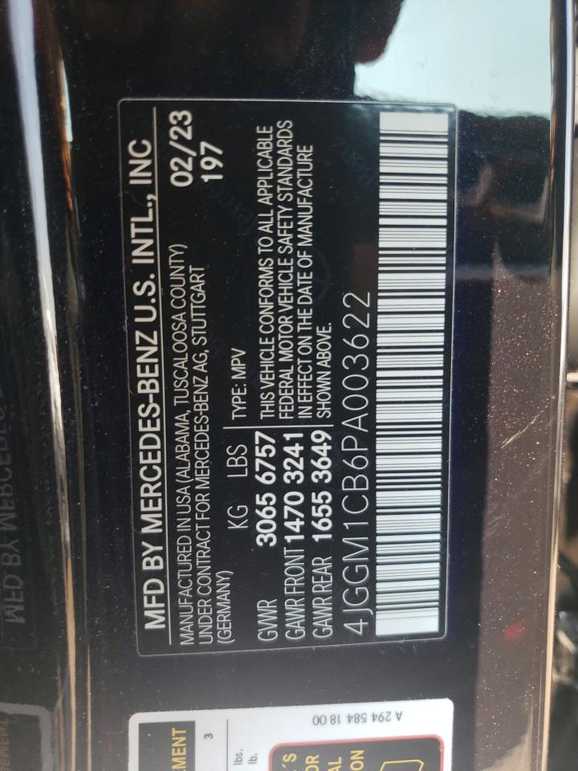 MFD BY MERCEDES-BENZ U.S. INTL., INC
MANUFACTURED IN USA (ALABAMA, TUSCALOOSA COUNTY) 02/23
UNDER CONTRACT FOR MERCEDES-BENZ AG, STUTTGART 197
(GERMANY)
KG LBS TYPE: MPV
GVWR 3065 6757 THIS VEHICLE CONFORMS TO ALL APPLICABLE
GAWR FRONT 1470 3241 FEDERAL MOTOR VEHICLE SAFETY STANDARDS
IN EFFECT ON THE DATE OF MANUFACTURE
GAWR REAR 1655 3649 SHOWN ABOVE.
4JGGM1CB6PA003622
A 294 584 18 00
3
lbs.
lb.